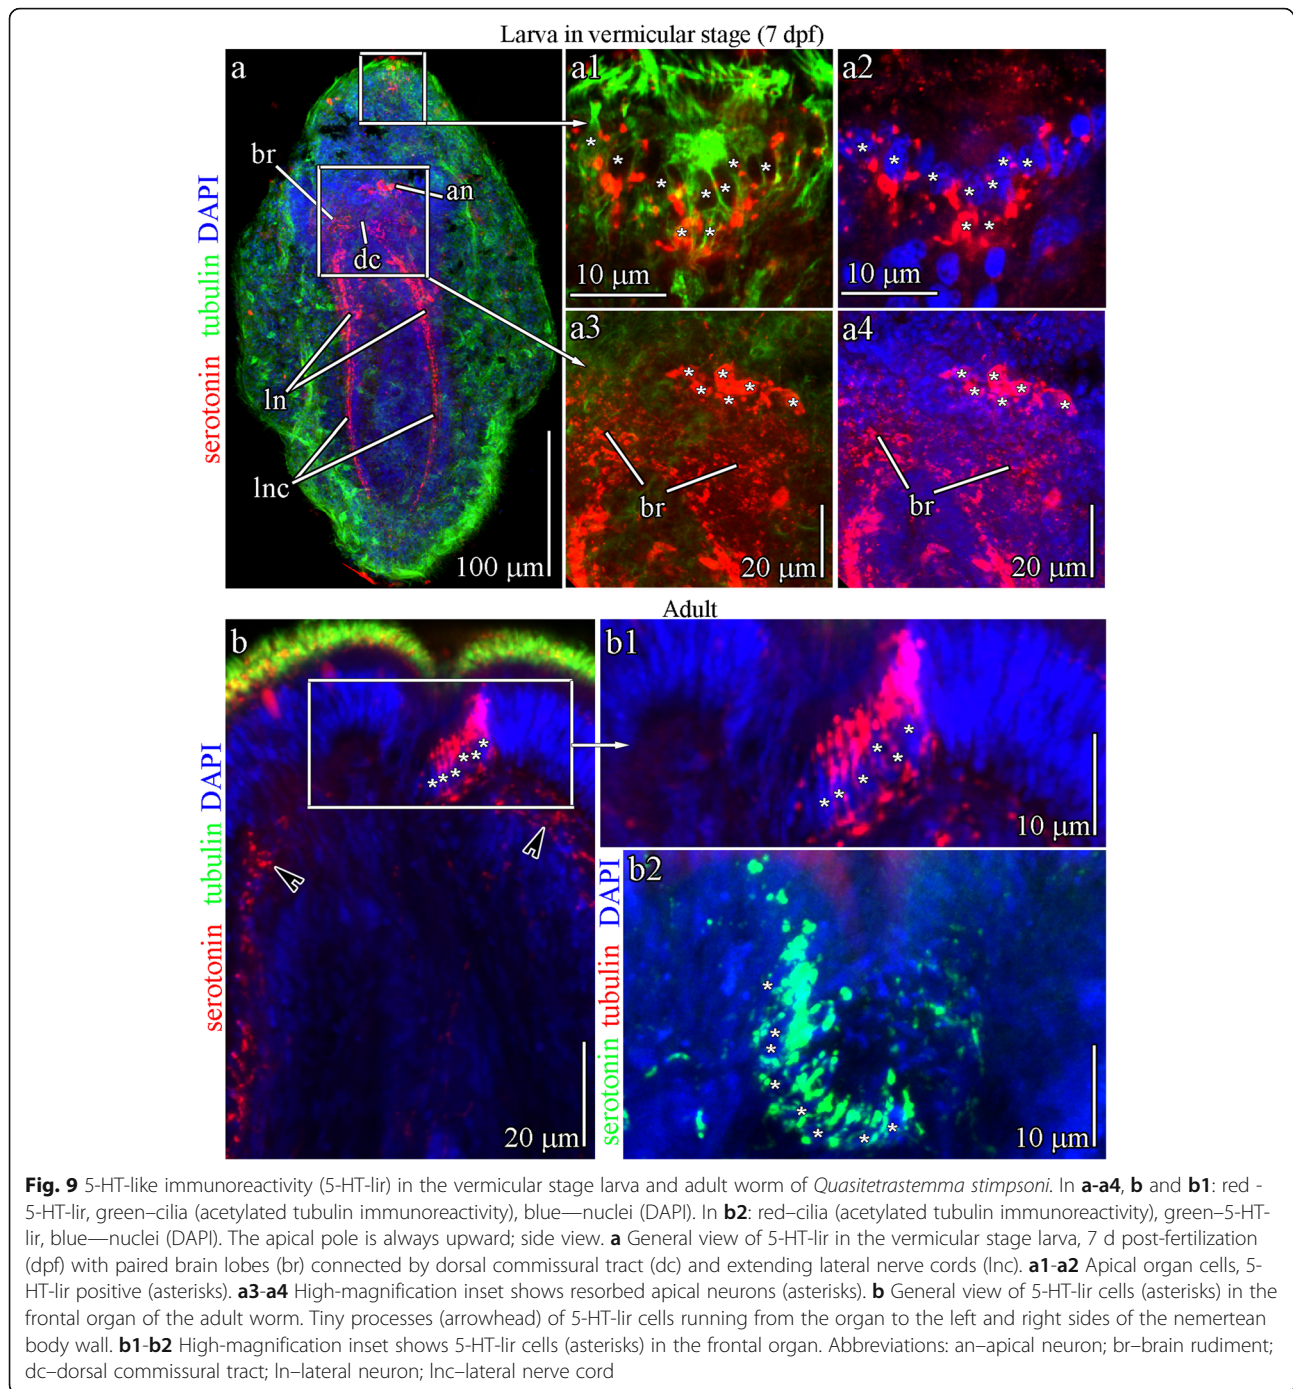 Larva in vermicular stage (7 dpf)
serotonin tubulin DAPI
a
br
an
dc
ln
lnc
100 µm
a1
10 µm
a2
10 µm
a3
br
20 µm
a4
br
20 µm
Adult
serotonin tubulin DAPI
b
20 µm
b1
10 µm
serotonin tubulin DAPI
b2
10 µm
Fig. 9 5-HT-like immunoreactivity (5-HT-lir) in the vermicular stage larva and adult worm of Quasitetrastemma stimpsoni. In a-a4, b and b1: red -
5-HT-lir, green–cilia (acetylated tubulin immunoreactivity), blue—nuclei (DAPI). In b2: red–cilia (acetylated tubulin immunoreactivity), green–5-HT-
lir, blue—nuclei (DAPI). The apical pole is always upward; side view. a General view of 5-HT-lir in the vermicular stage larva, 7 d post-fertilization
(dpf) with paired brain lobes (br) connected by dorsal commissural tract (dc) and extending lateral nerve cords (lnc). a1-a2 Apical organ cells, 5-
HT-lir positive (asterisks). a3-a4 High-magnification inset shows resorbed apical neurons (asterisks). b General view of 5-HT-lir cells (asterisks) in the
frontal organ of the adult worm. Tiny processes (arrowhead) of 5-HT-lir cells running from the organ to the left and right sides of the nemertean
body wall. b1-b2 High-magnification inset shows 5-HT-lir cells (asterisks) in the frontal organ. Abbreviations: an–apical neuron; br–brain rudiment;
dc–dorsal commissural tract; ln–lateral neuron; lnc–lateral nerve cord